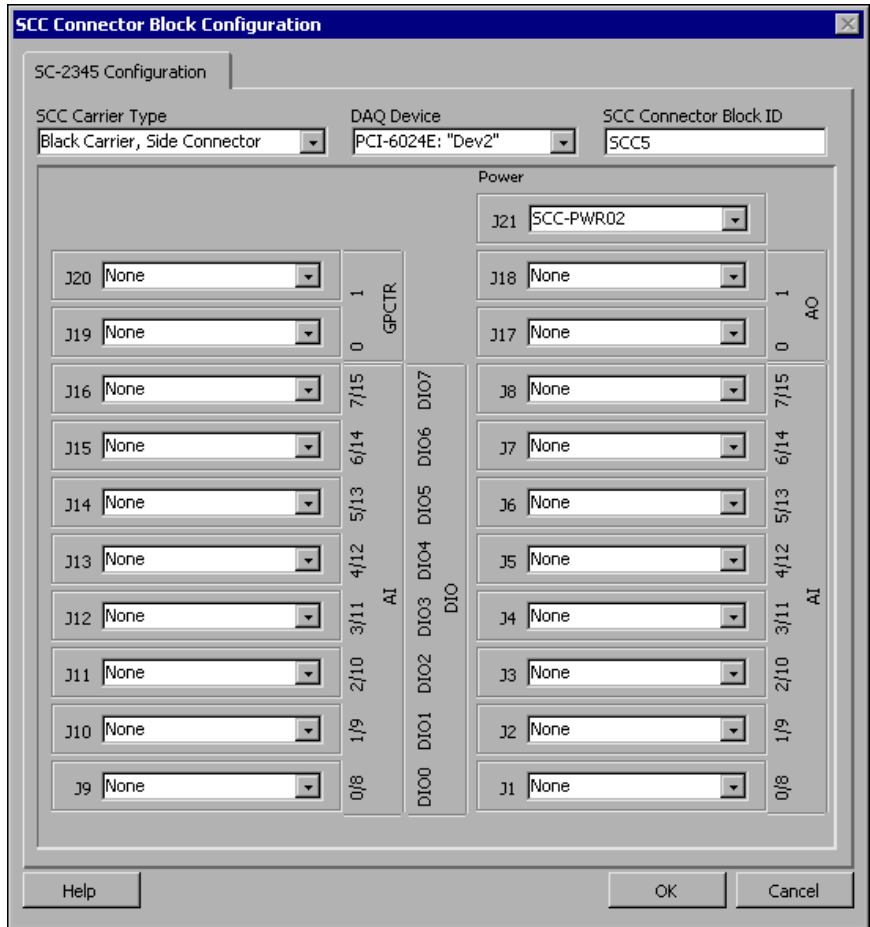 SCC Connector Block Configuration
SC-2345 Configuration
SCC Carrier Type DAQ Device SCC Connector Block ID
Black Carrier, Side Connector PCI-6024E: "Dev2" SCC5
Power
J21 SCC-PWR02
J20 None 1 J18 None 1
GPCTR AO
J19 None 0 J17 None 0
J16 None 7/15 DIO7 J8 None 7/15
J15 None 6/14 DIO6 J7 None 6/14
J14 None 5/13 DIO5 J6 None 5/13
J13 None 4/12 DIO4 J5 None 4/12
AI DIO AI
J12 None 3/11 DIO3 J4 None 3/11
J11 None 2/10 DIO2 J3 None 2/10
J10 None 1/9 DIO1 J2 None 1/9
J9 None 0/8 DIO0 J1 None 0/8
Help OK Cancel